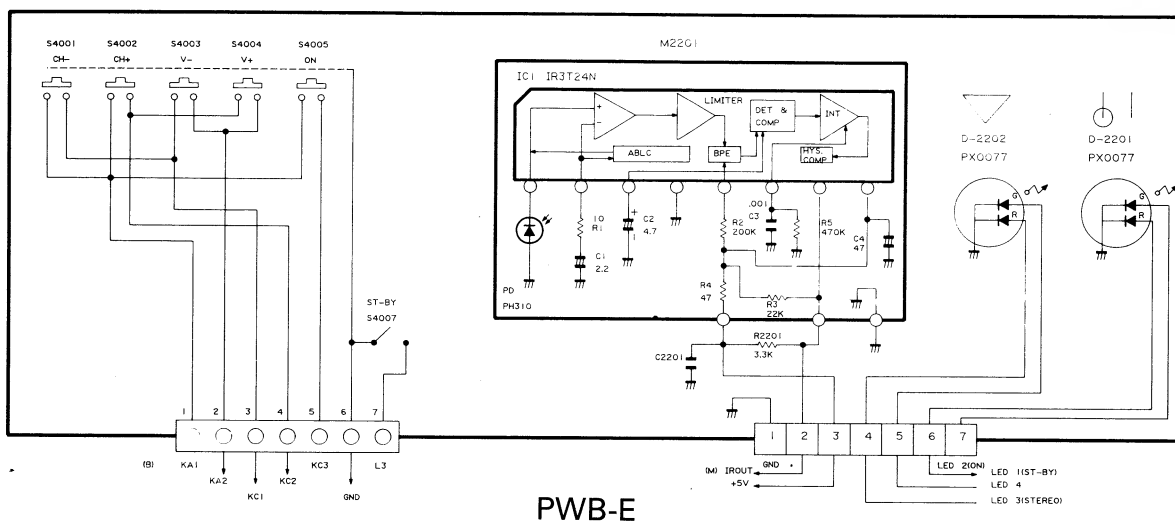 S4001 S4002 S4003 S4004 S4005
CH- CH+ V- V+ ON
M2201
IC1 IR3T24N
LIMITER
DET &
COMP
INT
ABLC
BPE
HYS.
COMP
D-2202
PX0077
D-2201
PX0077
G
R
G
R
10
R1
C1
2.2
+
C2
4.7
R2
200K
.001
C3
R5
470K
C4
47
PD
PH310
R4
47
R3
22K
ST-BY
S4007
R2201
3.3K
C2201
1 2 3 4 5 6 7
1 2 3 4 5 6 7
(B) KA1
KA2
KC1
KC2
KC3
GND
L3
GND
(M) IROUT
+5V
LED 2(ON)
LED 1(ST-BY)
LED 4
LED 3(STEREO)
PWB-E